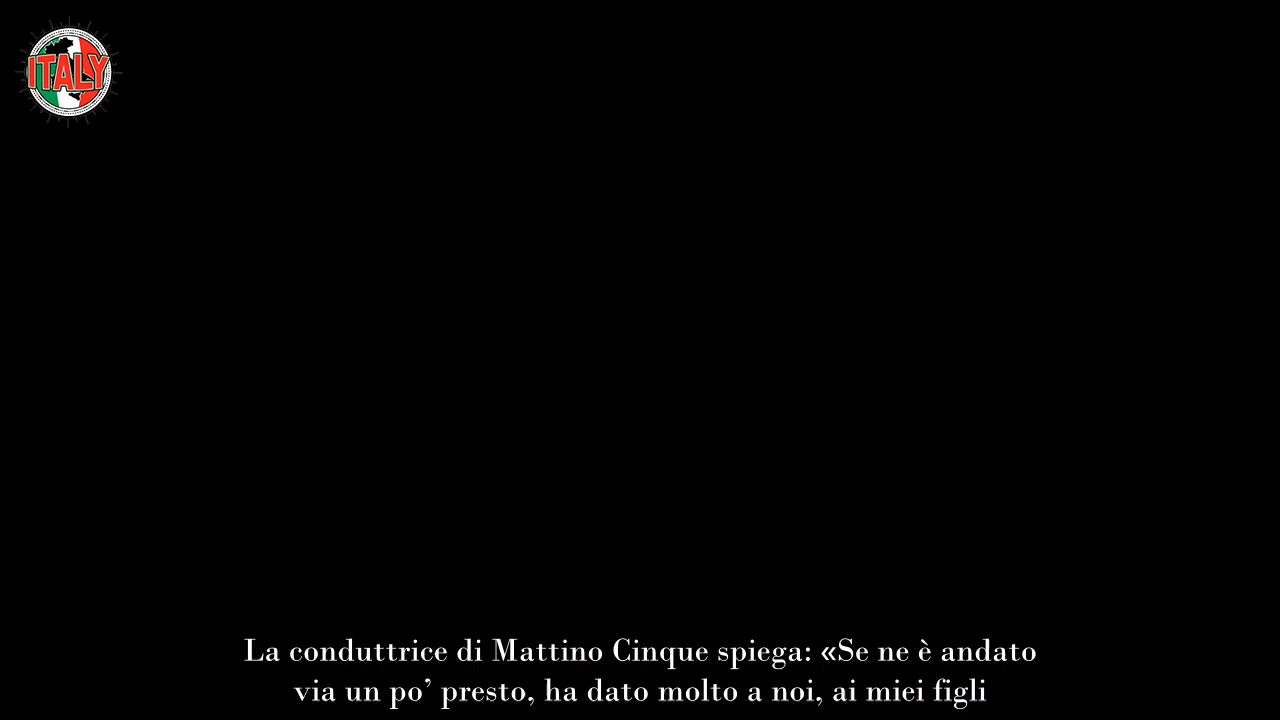 ITALY
La conduttrice di Mattino Cinque spiega: «Se ne è andato
via un po’ presto, ha dato molto a noi, ai miei figli